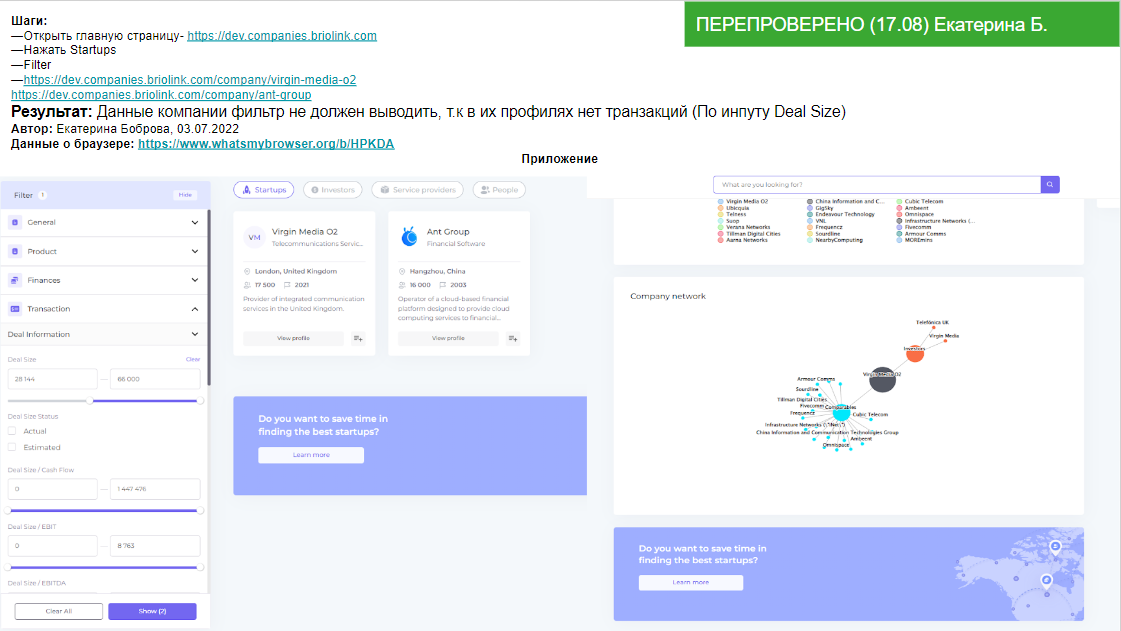 Шаги:
—Открыть главную страницу- https://dev.companies.briolink.com
—Нажать Startups
—Filter
—https://dev.companies.briolink.com/company/virgin-media-o2
https://dev.companies.briolink.com/company/ant-group
Результат: Данные компании фильтр не должен выводить, т.к в их профилях нет транзакций (По инпуту Deal Size)
Автор: Екатерина Боброва, 03.07.2022
Данные о браузере: https://www.whatsmybrowser.org/b/HPKDA
ПЕРЕПРОВЕРЕНО (17.08) Екатерина Б.
Приложение
Filter 1 Hide
General
Product
Finances
Transaction
Deal Information
Deal Size Clear
28 144 — 66 000
Deal Size Status
Actual
Estimated
Deal Size / Cash Flow
0 — 1 447 476
Deal Size / EBIT
0 — 8 763
Deal Size / EBITDA
Clear All Show (2)
Startups Investors Service providers People
VM Virgin Media O2
Telecommunications Servic...
London, United Kingdom
17 500 2021
Provider of integrated communication
services in the United Kingdom.
View profile
Ant Group
Financial Software
Hangzhou, China
16 000 2003
Operator of a cloud-based financial
platform designed to provide cloud
computing services to financial...
View profile
Do you want to save time in
finding the best startups?
Learn more
What are you looking for?
Virgin Media O2 China Information and C... Cubic Telecom
Ubicquia GigSky Ambeent
Telness Endeavour Technology Omnispace
Suop VNL Infrastructure Networks (...
Verana Networks Frequencz Fivecomm
Tillman Digital Cities Sourdline Armour Comms
Aarna Networks NearbyComputing MOREmins
Company network
Telefónica UK
Virgin Media
Investors
Virgin Media O2
Armour Comms
Sourdline
Tillman Digital Cities
Fivecomm Comparables
Frequencz Cubic Telecom
Infrastructure Networks (\"INet\")
China Information and Communication Technologies Group
Ambeent
Omnispace
Do you want to save time in
finding the best startups?
Learn more